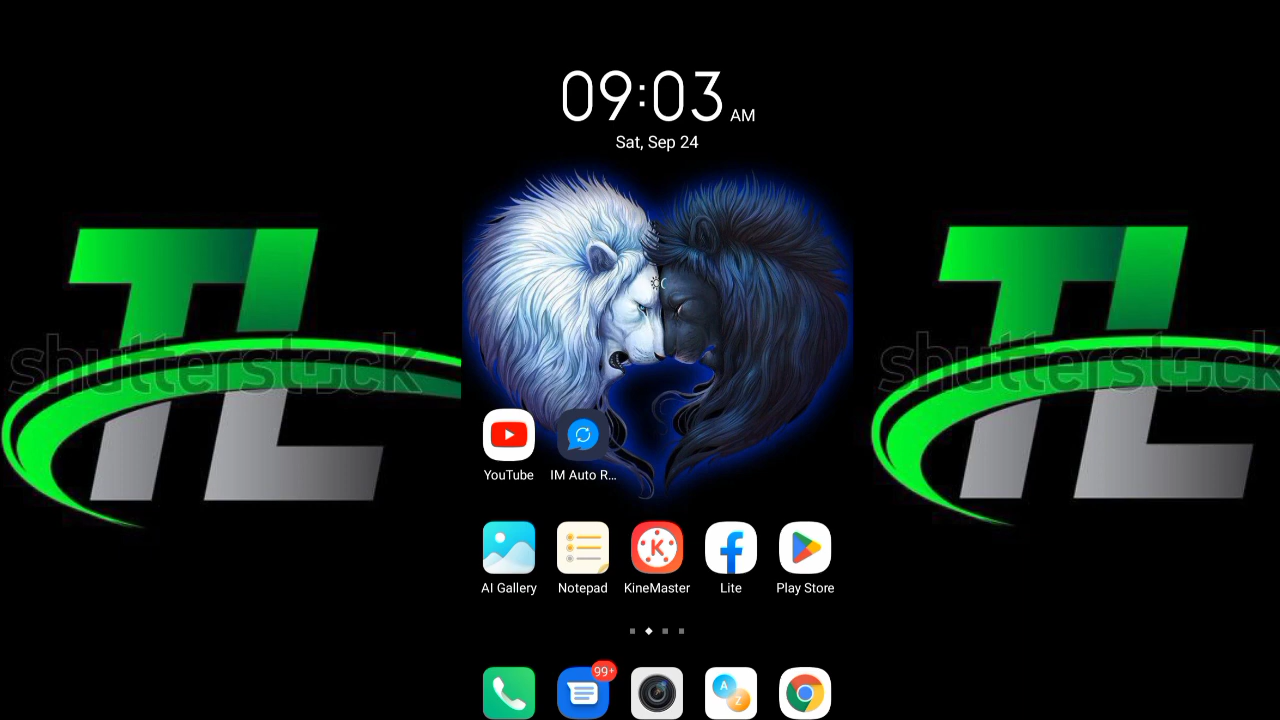 09:03 AM
Sat, Sep 24
TL
shutterstock
TL
shutterstock
YouTube
IM Auto R...
AI Gallery
Notepad
KineMaster
Lite
Play Store
99+
A
Z